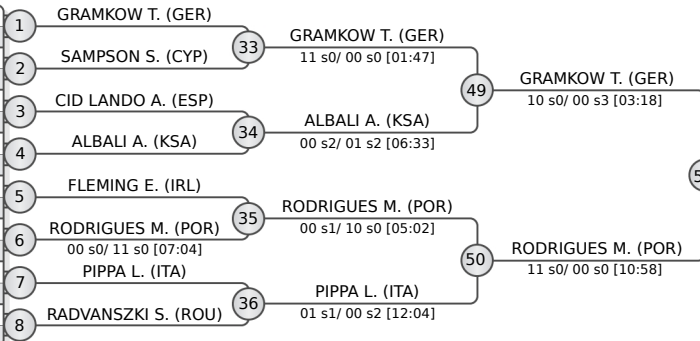 1
GRAMKOW T. (GER)
2
SAMPSON S. (CYP)
33
GRAMKOW T. (GER)
11 s0/ 00 s0 [01:47]
3
CID LANDO A. (ESP)
4
ALBALI A. (KSA)
34
ALBALI A. (KSA)
00 s2/ 01 s2 [06:33]
49
GRAMKOW T. (GER)
10 s0/ 00 s3 [03:18]
5
FLEMING E. (IRL)
6
RODRIGUES M. (POR)
00 s0/ 11 s0 [07:04]
35
RODRIGUES M. (POR)
00 s1/ 10 s0 [05:02]
7
PIPPA L. (ITA)
8
RADVANSZKI S. (ROU)
36
PIPPA L. (ITA)
01 s1/ 00 s2 [12:04]
50
RODRIGUES M. (POR)
11 s0/ 00 s0 [10:58]